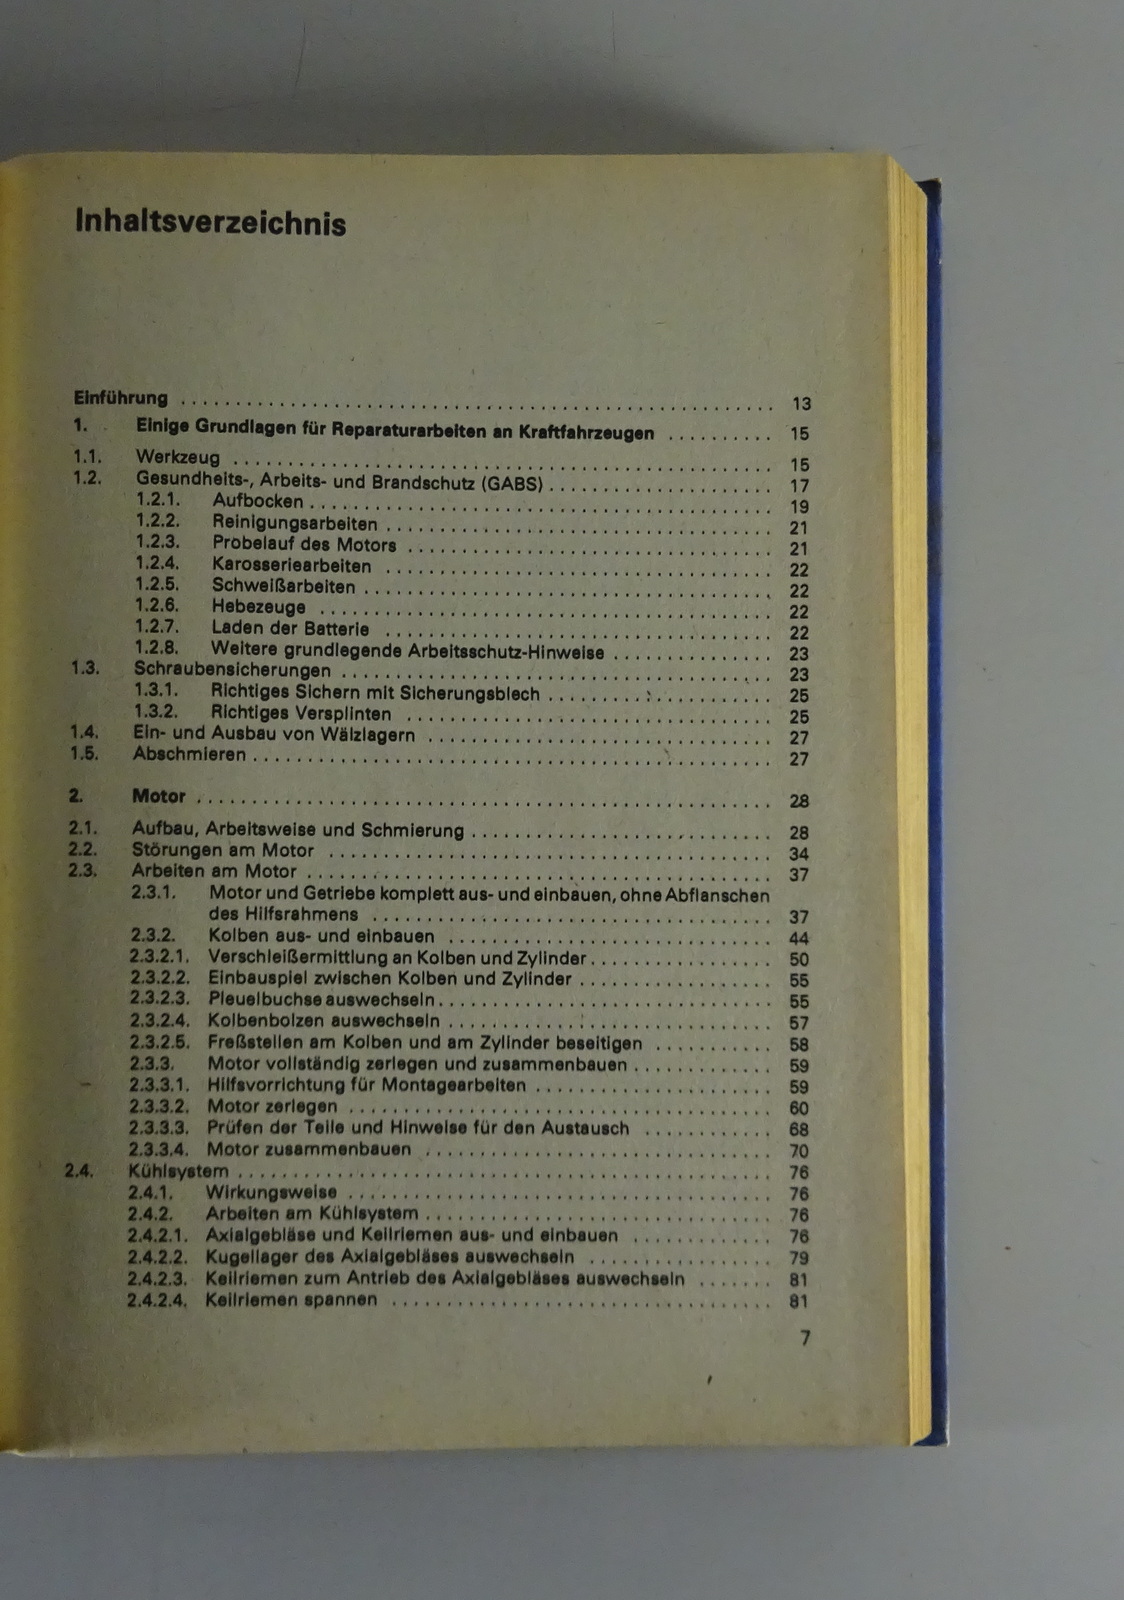 Inhaltsverzeichnis
Einführung . . . . . . . . . . 13
1. Einige Grundlagen für Reparaturarbeiten an Kraftfahrzeugen . . . . . . . . . . 15
1.1. Werkzeug . . . . . . . . . . 15
1.2. Gesundheits-, Arbeits- und Brandschutz (GABS) . . . . . . . . . . 17
1.2.1. Aufbocken . . . . . . . . . . 19
1.2.2. Reinigungsarbeiten . . . . . . . . . . 21
1.2.3. Probelauf des Motors . . . . . . . . . . 21
1.2.4. Karosseriearbeiten . . . . . . . . . . 22
1.2.5. Schweißarbeiten . . . . . . . . . . 22
1.2.6. Hebezeuge . . . . . . . . . . 22
1.2.7. Laden der Batterie . . . . . . . . . . 22
1.2.8. Weitere grundlegende Arbeitsschutz-Hinweise . . . . . . . . . . 23
1.3. Schraubensicherungen . . . . . . . . . . 23
1.3.1. Richtiges Sichern mit Sicherungsblech . . . . . . . . . . 25
1.3.2. Richtiges Versplinten . . . . . . . . . . 25
1.4. Ein- und Ausbau von Wälzlagern . . . . . . . . . . 27
1.5. Abschmieren . . . . . . . . . . 27
2. Motor . . . . . . . . . . 28
2.1. Aufbau, Arbeitsweise und Schmierung . . . . . . . . . . 28
2.2. Störungen am Motor . . . . . . . . . . 34
2.3. Arbeiten am Motor . . . . . . . . . . 37
2.3.1. Motor und Getriebe komplett aus- und einbauen, ohne Abflanschen
des Hilfsrahmens . . . . . . . . . . 37
2.3.2. Kolben aus- und einbauen . . . . . . . . . . 44
2.3.2.1. Verschleißermittlung an Kolben und Zylinder . . . . . . . . . . 50
2.3.2.2. Einbauspiel zwischen Kolben und Zylinder . . . . . . . . . . 55
2.3.2.3. Pleuelbuchse auswechseln . . . . . . . . . . 55
2.3.2.4. Kolbenbolzen auswechseln . . . . . . . . . . 57
2.3.2.5. Freßstellen am Kolben und am Zylinder beseitigen . . . . . . . . . . 58
2.3.3. Motor vollständig zerlegen und zusammenbauen . . . . . . . . . . 59
2.3.3.1. Hilfsvorrichtung für Montagearbeiten . . . . . . . . . . 59
2.3.3.2. Motor zerlegen . . . . . . . . . . 60
2.3.3.3. Prüfen der Teile und Hinweise für den Austausch . . . . . . . . . . 68
2.3.3.4. Motor zusammenbauen . . . . . . . . . . 70
2.4. Kühlsystem . . . . . . . . . . 76
2.4.1. Wirkungsweise . . . . . . . . . . 76
2.4.2. Arbeiten am Kühlsystem . . . . . . . . . . 76
2.4.2.1. Axialgebläse und Keilriemen aus- und einbauen . . . . . . . . . . 76
2.4.2.2. Kugellager des Axialgebläses auswechseln . . . . . . . . . . 79
2.4.2.3. Keilriemen zum Antrieb des Axialgebläses auswechseln . . . . . . . 81
2.4.2.4. Keilriemen spannen . . . . . . . . . . 81
7